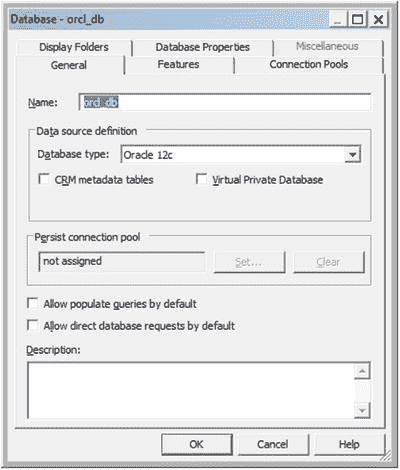 Database - orcl_db
Display Folders Database Properties Miscellaneous
General Features Connection Pools
Name: orcl_db
Data source definition
Database type: Oracle 12c
CRM metadata tables Virtual Private Database
Persist connection pool
not assigned Set... Clear
Allow populate queries by default
Allow direct database requests by default
Description:
OK Cancel Help